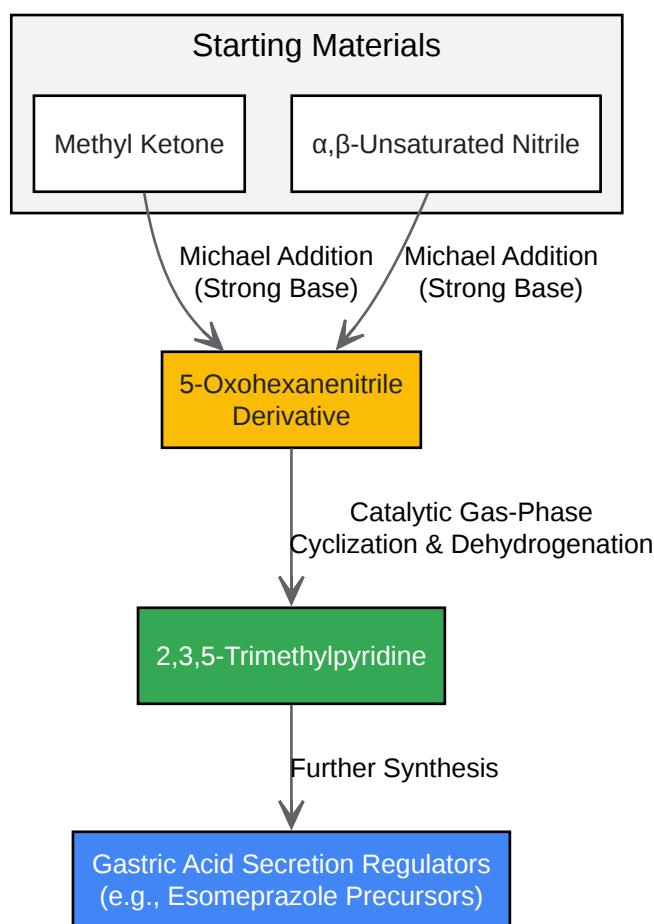 Starting Materials
Methyl Ketone
α,β-Unsaturated Nitrile
Michael Addition
(Strong Base)
Michael Addition
(Strong Base)
5-Oxohexanenitrile
Derivative
Catalytic Gas-Phase
Cyclization & Dehydrogenation
2,3,5-Trimethylpyridine
Further Synthesis
Gastric Acid Secretion Regulators
(e.g., Esomeprazole Precursors)